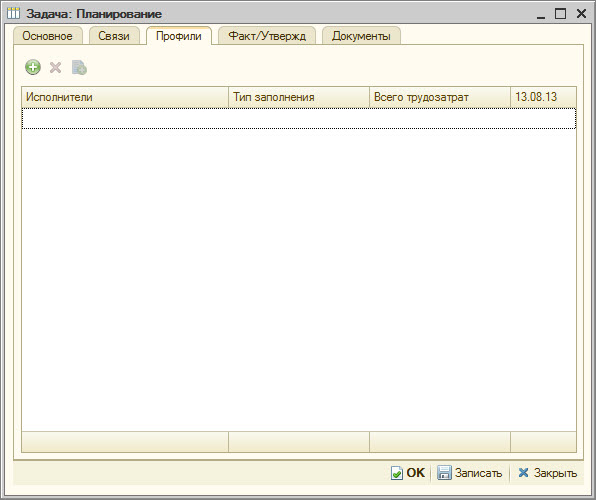 Задача: Планирование
Основное Связи Профили Факт/Утвержд Документы
Исполнители Тип заполнения Всего трудозатрат 13.08.13
OK Записать Закрыть